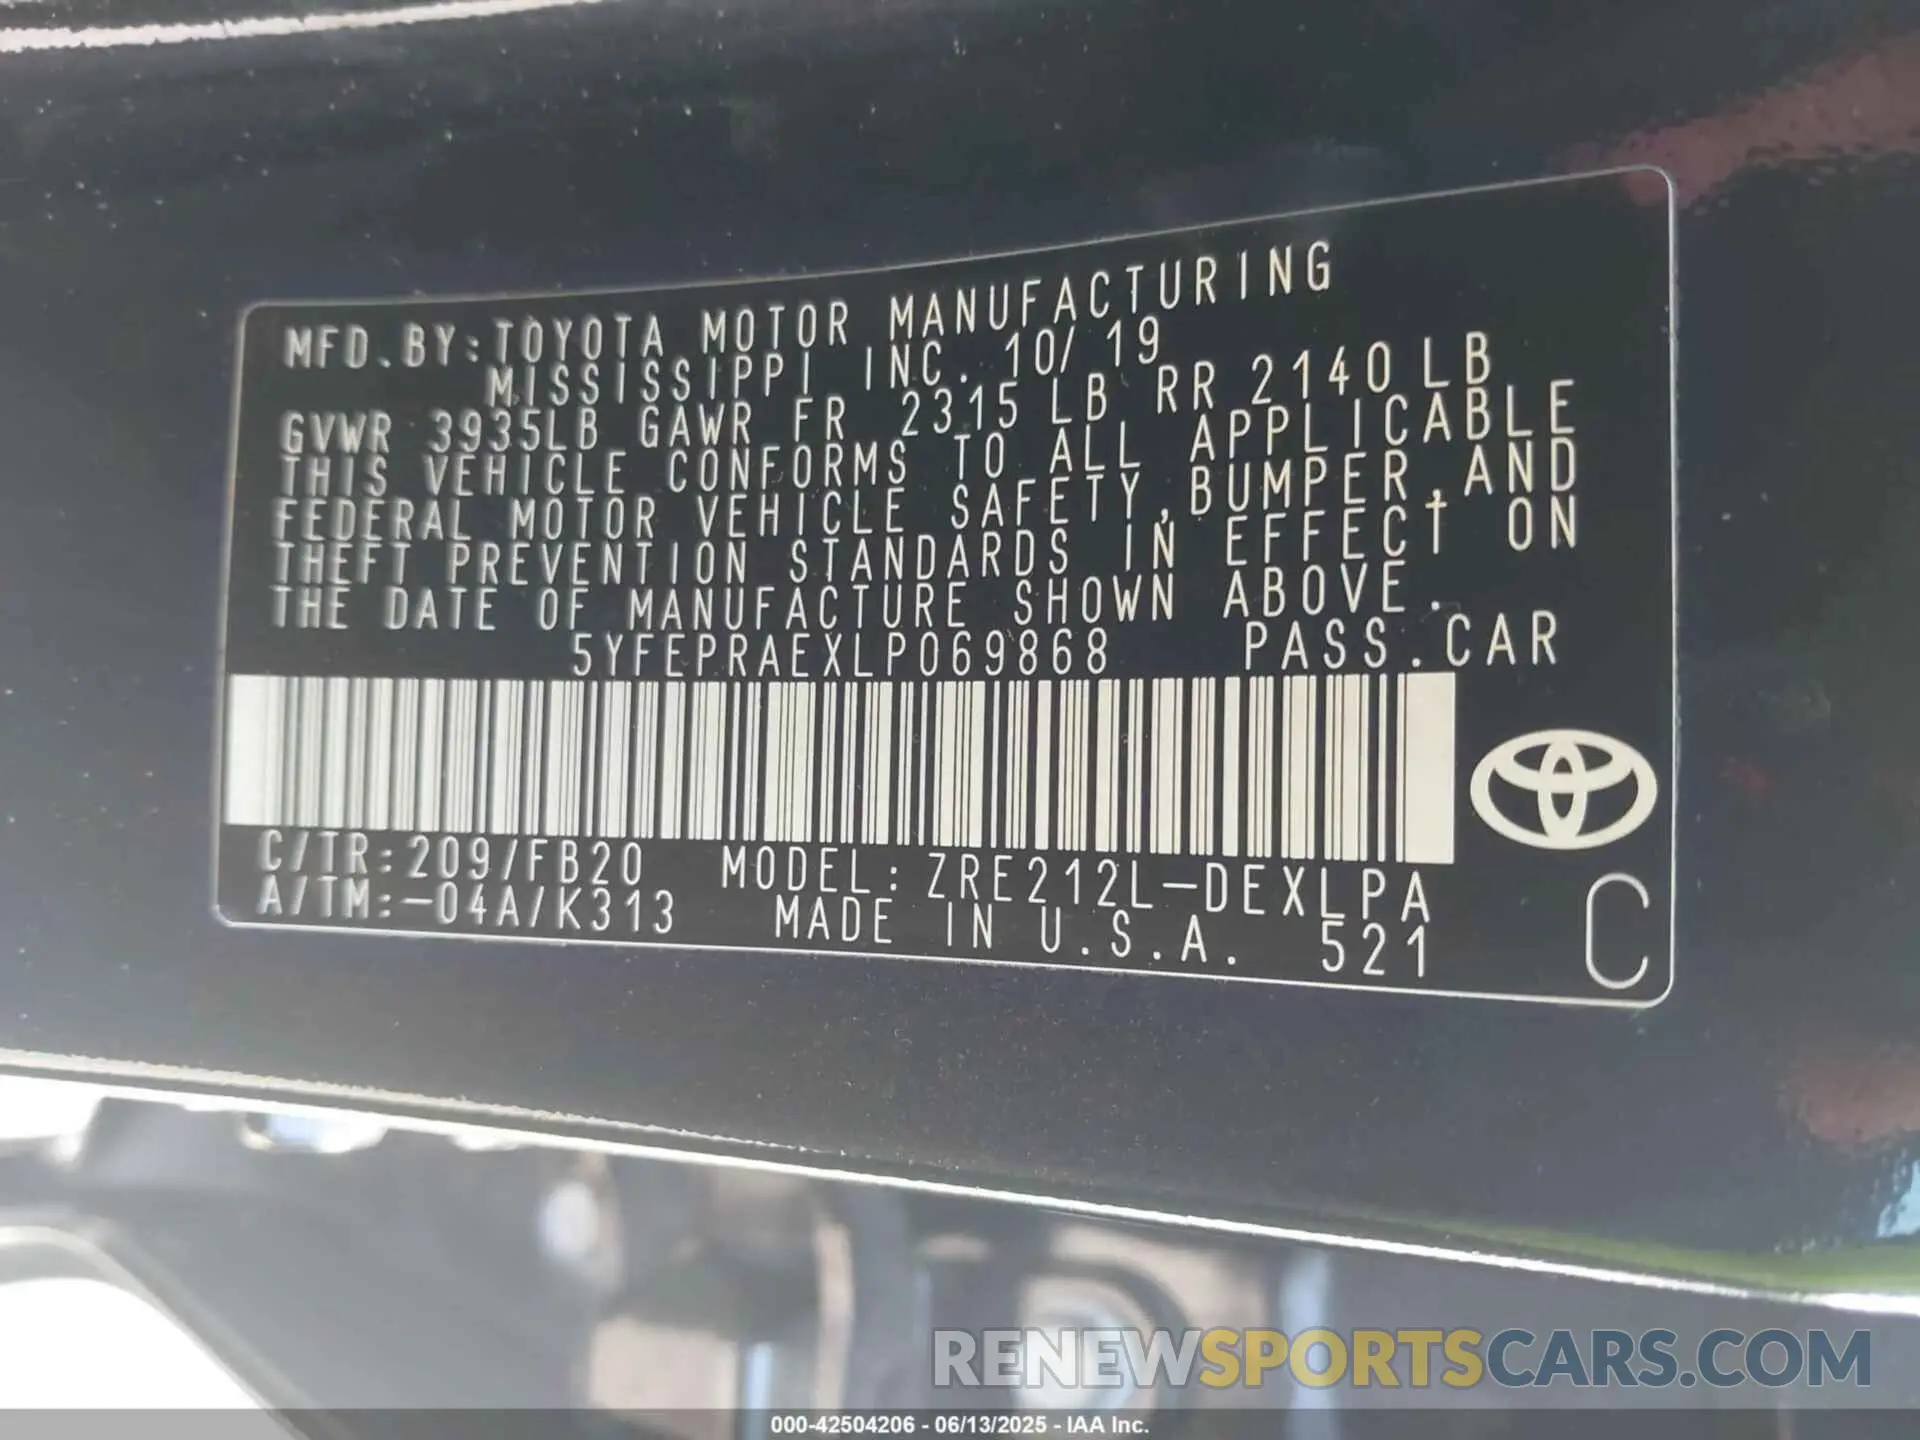 MFD.BY:TOYOTA MOTOR MANUFACTURING
MISSISSIPPI INC. 10/19
GVWR 3935LB GAWR FR 2315 LB RR 2140LB
THIS VEHICLE CONFORMS TO ALL APPLICABLE
FEDERAL MOTOR VEHICLE SAFETY,BUMPER,AND
THEFT PREVENTION STANDARDS IN EFFECT ON
THE DATE OF MANUFACTURE SHOWN ABOVE.
5YFEPRAEXLP069868 PASS.CAR
C/TR:209/FB20 MODEL:ZRE212L-DEXLPA
A/TM:-04A/K313 MADE IN U.S.A. 521
C
RENEWSPORTSCARS.COM
000-42504206 - 06/13/2025 - IAA Inc.